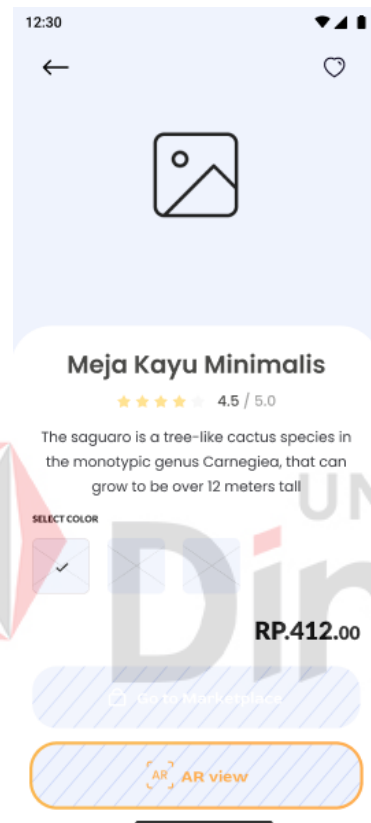 12:30
Meja Kayu Minimalis
4.5 / 5.0
The saguaro is a tree-like cactus species in
the monotypic genus Carnegiea, that can
grow to be over 12 meters tall
UN
SELECT COLOR
Din
RP.412.00
Go to Marketplace
AR AR view